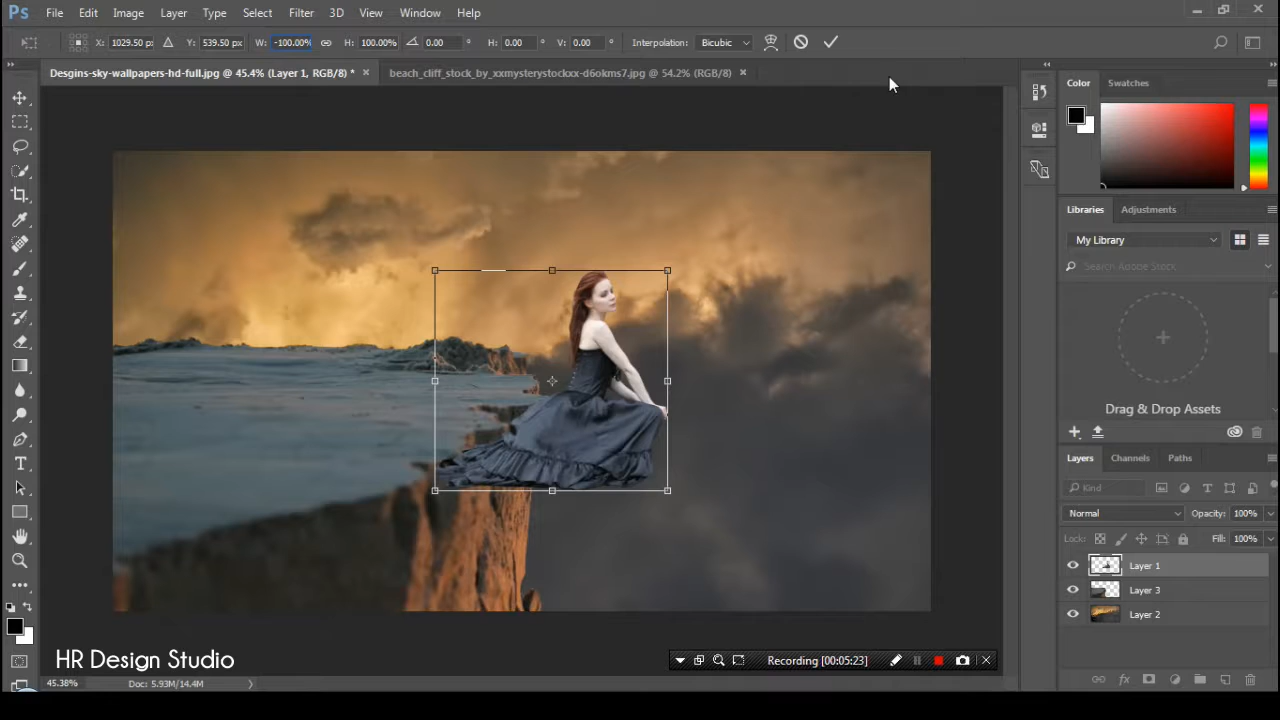 Ps File Edit Image Layer Type Select Filter 3D View Window Help
X: 1029.50 px Y: 539.50 px W: -100.00% H: 100.00% 0.00 ° H: 0.00 ° V: 0.00 ° Interpolation: Bicubic
Desgins-sky-wallpapers-hd-full.jpg @ 45.4% (Layer 1, RGB/8) * × beach_cliff_stock_by_xxmysterystockxx-d6okms7.jpg @ 54.2% (RGB/8) ×
Color Swatches
Libraries Adjustments
My Library
Search Adobe Stock
Drag & Drop Assets
Layers Channels Paths
Kind
Normal Opacity: 100%
Lock: Fill: 100%
Layer 1
Layer 3
Layer 2
HR Design Studio
Recording [00:05:23]
45.38% Doc: 5.93M/14.4M